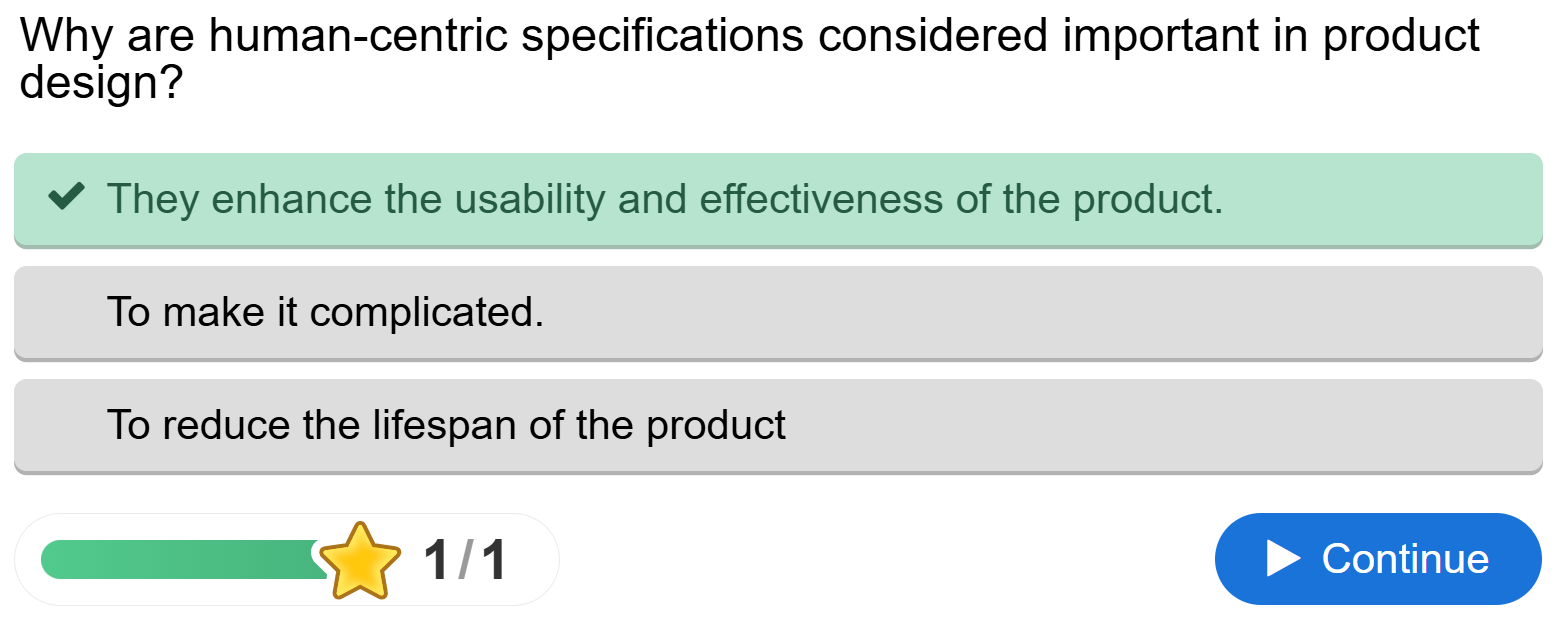 Why are human-centric specifications considered important in product
design?
They enhance the usability and effectiveness of the product.
To make it complicated.
To reduce the lifespan of the product
1/1
Continue